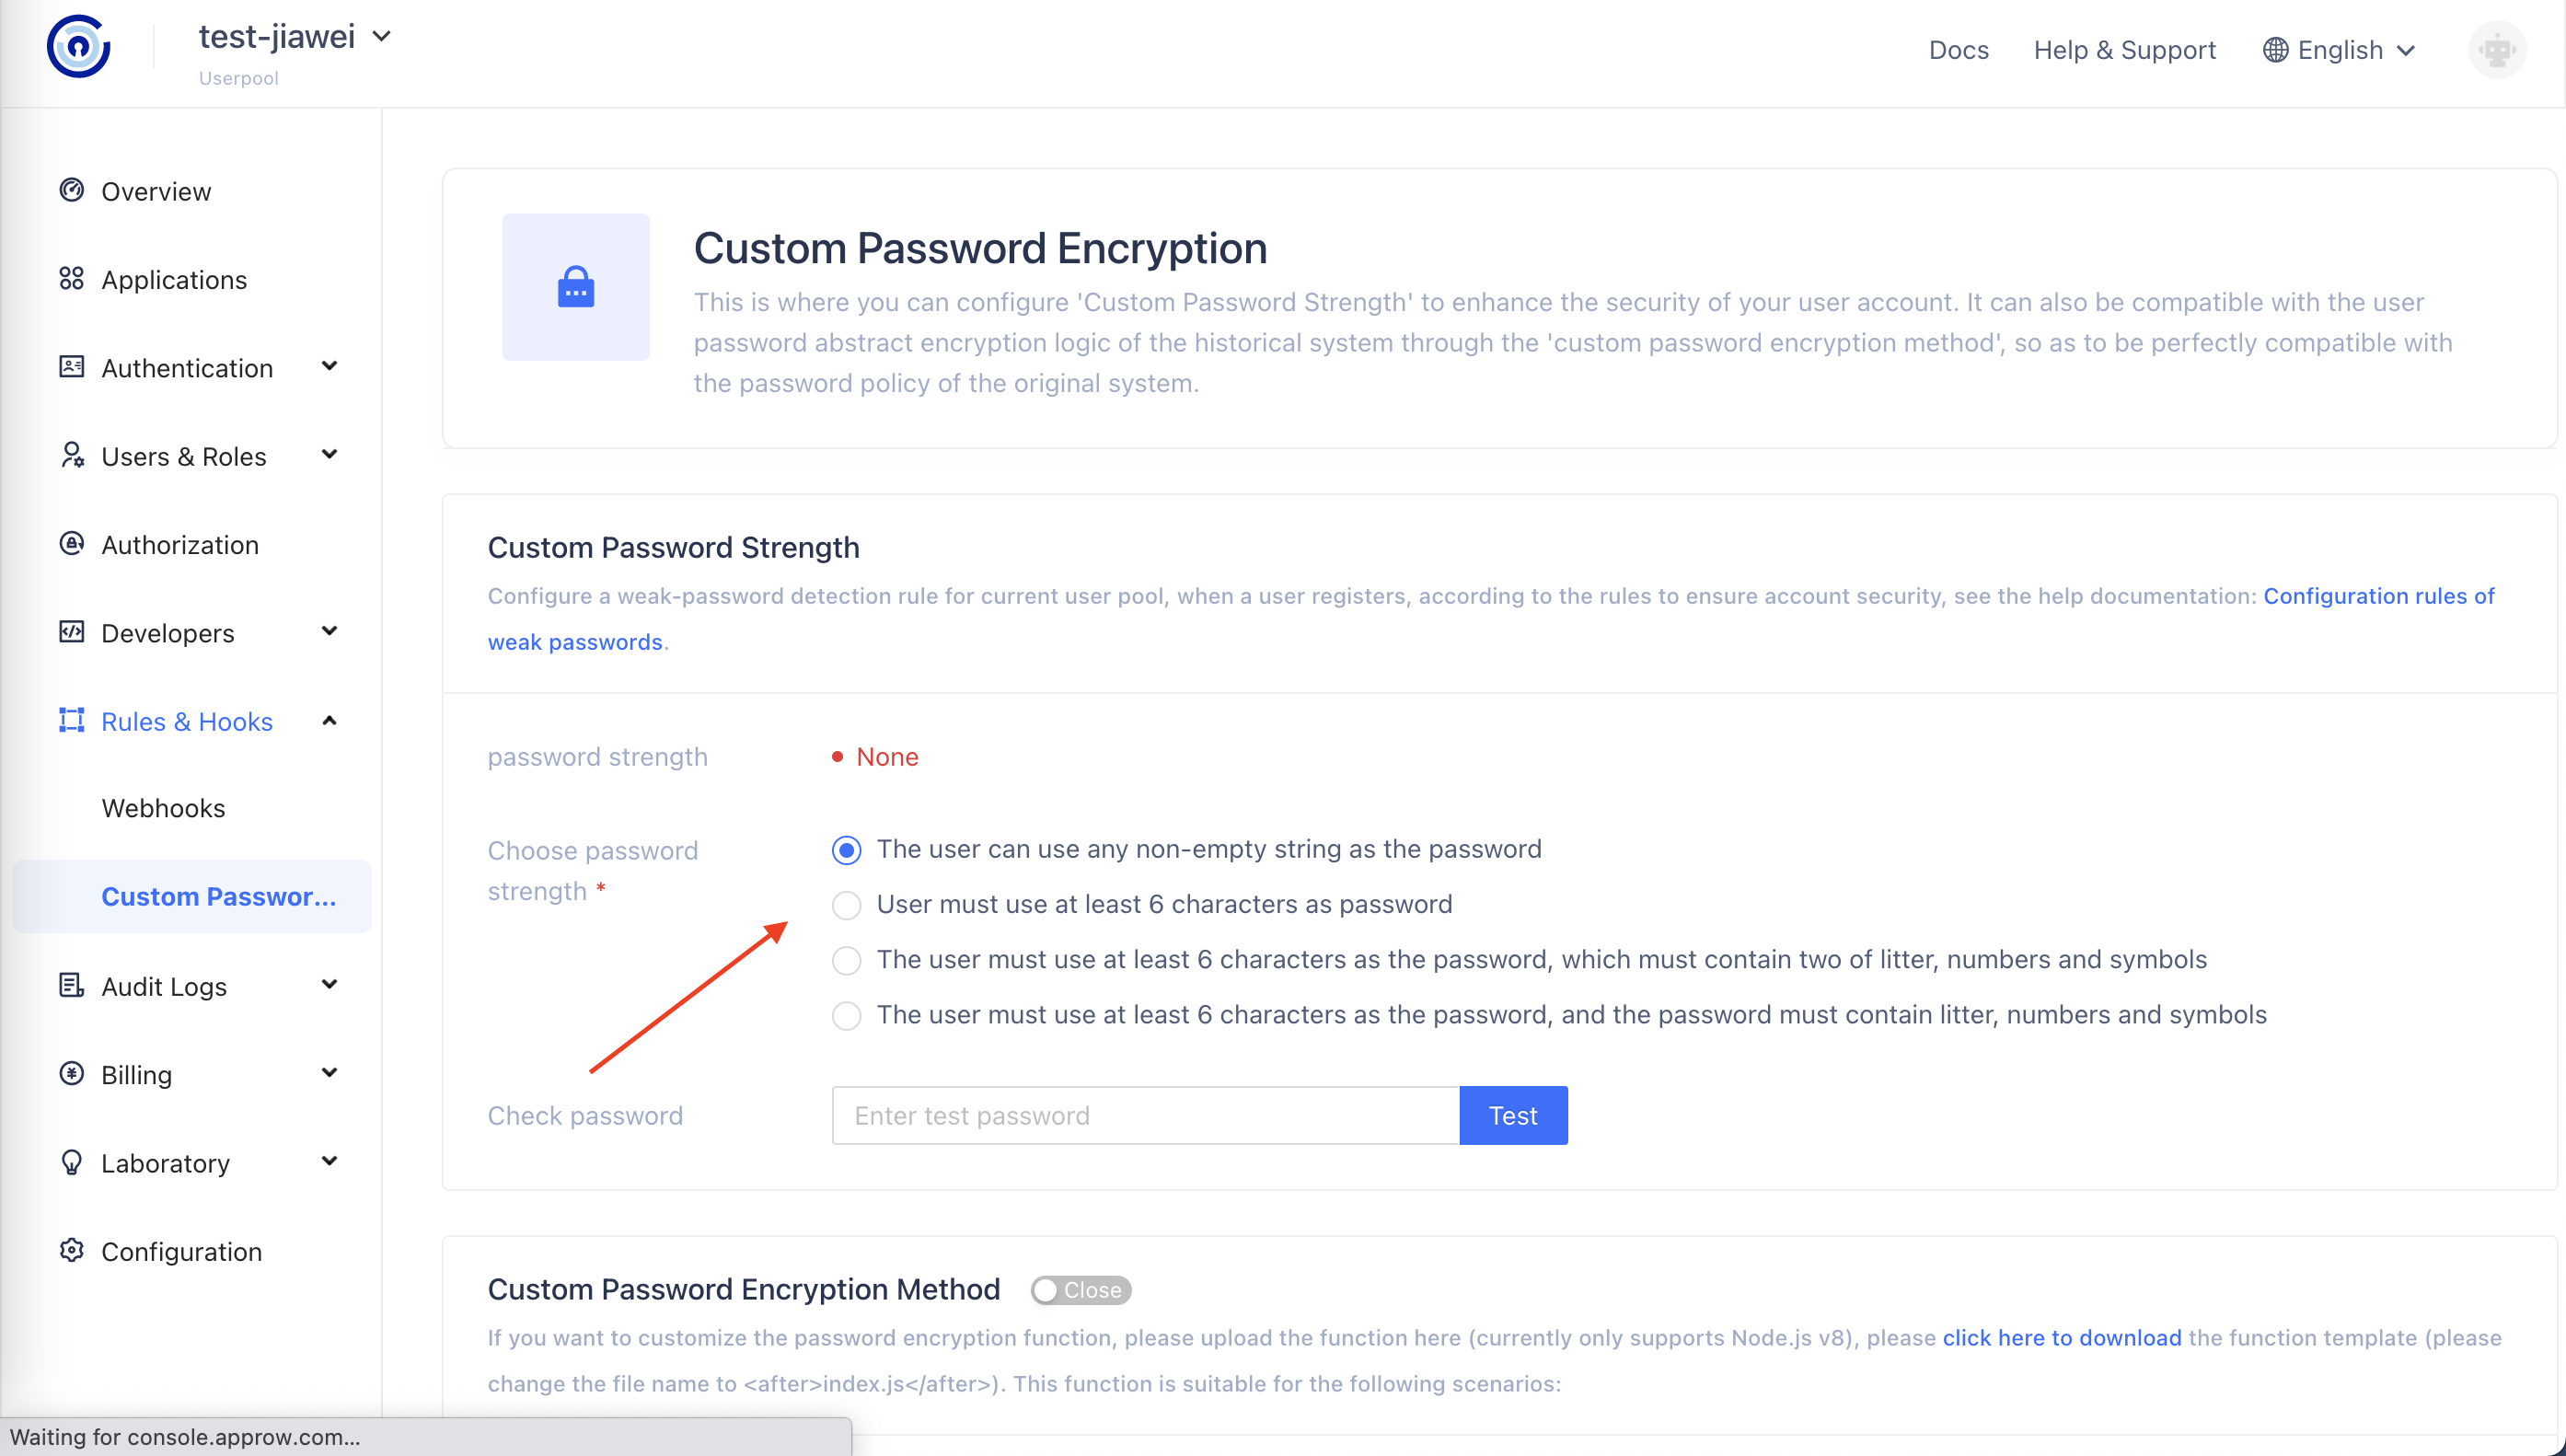 test-jiawei
Userpool
Docs
Help & Support
English
Overview
Applications
Authentication
Users & Roles
Authorization
Developers
Rules & Hooks
Webhooks
Custom Passwor...
Audit Logs
Billing
Laboratory
Configuration
Custom Password Encryption
This is where you can configure 'Custom Password Strength' to enhance the security of your user account. It can also be compatible with the user
password abstract encryption logic of the historical system through the 'custom password encryption method', so as to be perfectly compatible with
the password policy of the original system.
Custom Password Strength
Configure a weak-password detection rule for current user pool, when a user registers, according to the rules to ensure account security, see the help documentation: Configuration rules of
weak passwords.
password strength
None
Choose password
strength *
The user can use any non-empty string as the password
User must use at least 6 characters as password
The user must use at least 6 characters as the password, which must contain two of litter, numbers and symbols
The user must use at least 6 characters as the password, and the password must contain litter, numbers and symbols
Check password
Enter test password
Test
Custom Password Encryption Method
Close
If you want to customize the password encryption function, please upload the function here (currently only supports Node.js v8), please click here to download the function template (please
change the file name to <after>index.js</after>). This function is suitable for the following scenarios:
Waiting for console.approw.com...